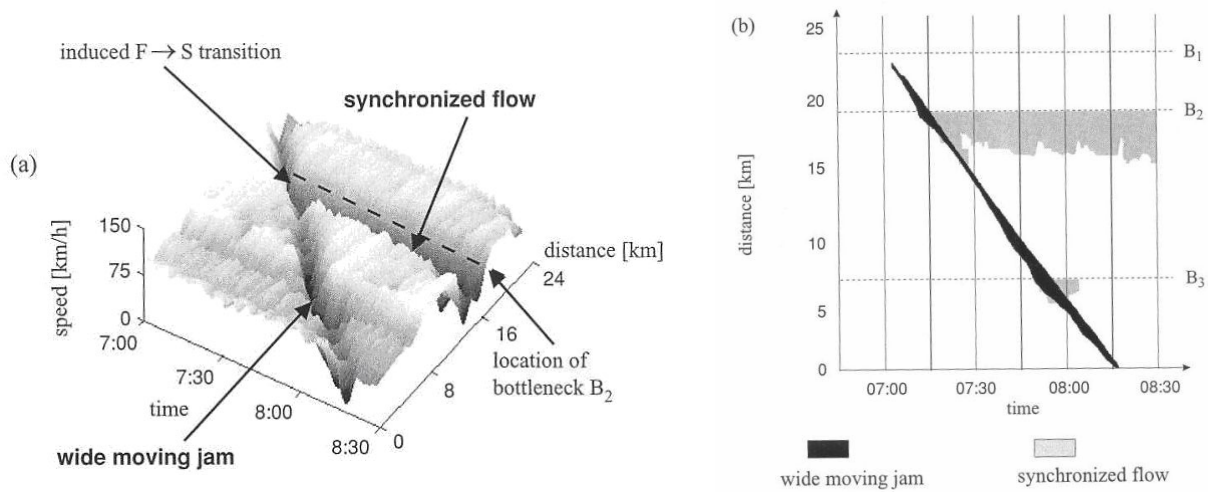 induced F → S transition
synchronized flow
(a)
150
75
0
speed [km/h]
distance [km]
24
16
8
0
7:00
7:30
8:00
8:30
time
location of
bottleneck B₂
wide moving jam
(b)
25
20
15
10
5
0
distance [km]
B₁
B₂
B₃
07:00
07:30
08:00
08:30
time
wide moving jam
synchronized flow